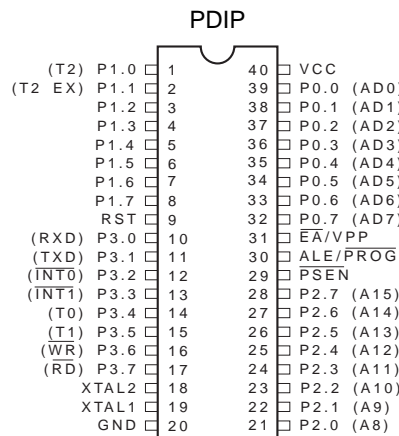 PDIP
(T2) P1.0 1 40 VCC
(T2 EX) P1.1 2 39 P0.0 (AD0)
P1.2 3 38 P0.1 (AD1)
P1.3 4 37 P0.2 (AD2)
P1.4 5 36 P0.3 (AD3)
P1.5 6 35 P0.4 (AD4)
P1.6 7 34 P0.5 (AD5)
P1.7 8 33 P0.6 (AD6)
RST 9 32 P0.7 (AD7)
(RXD) P3.0 10 31 EA/VPP
(TXD) P3.1 11 30 ALE/PROG
(INT0) P3.2 12 29 PSEN
(INT1) P3.3 13 28 P2.7 (A15)
(T0) P3.4 14 27 P2.6 (A14)
(T1) P3.5 15 26 P2.5 (A13)
(WR) P3.6 16 25 P2.4 (A12)
(RD) P3.7 17 24 P2.3 (A11)
XTAL2 18 23 P2.2 (A10)
XTAL1 19 22 P2.1 (A9)
GND 20 21 P2.0 (A8)